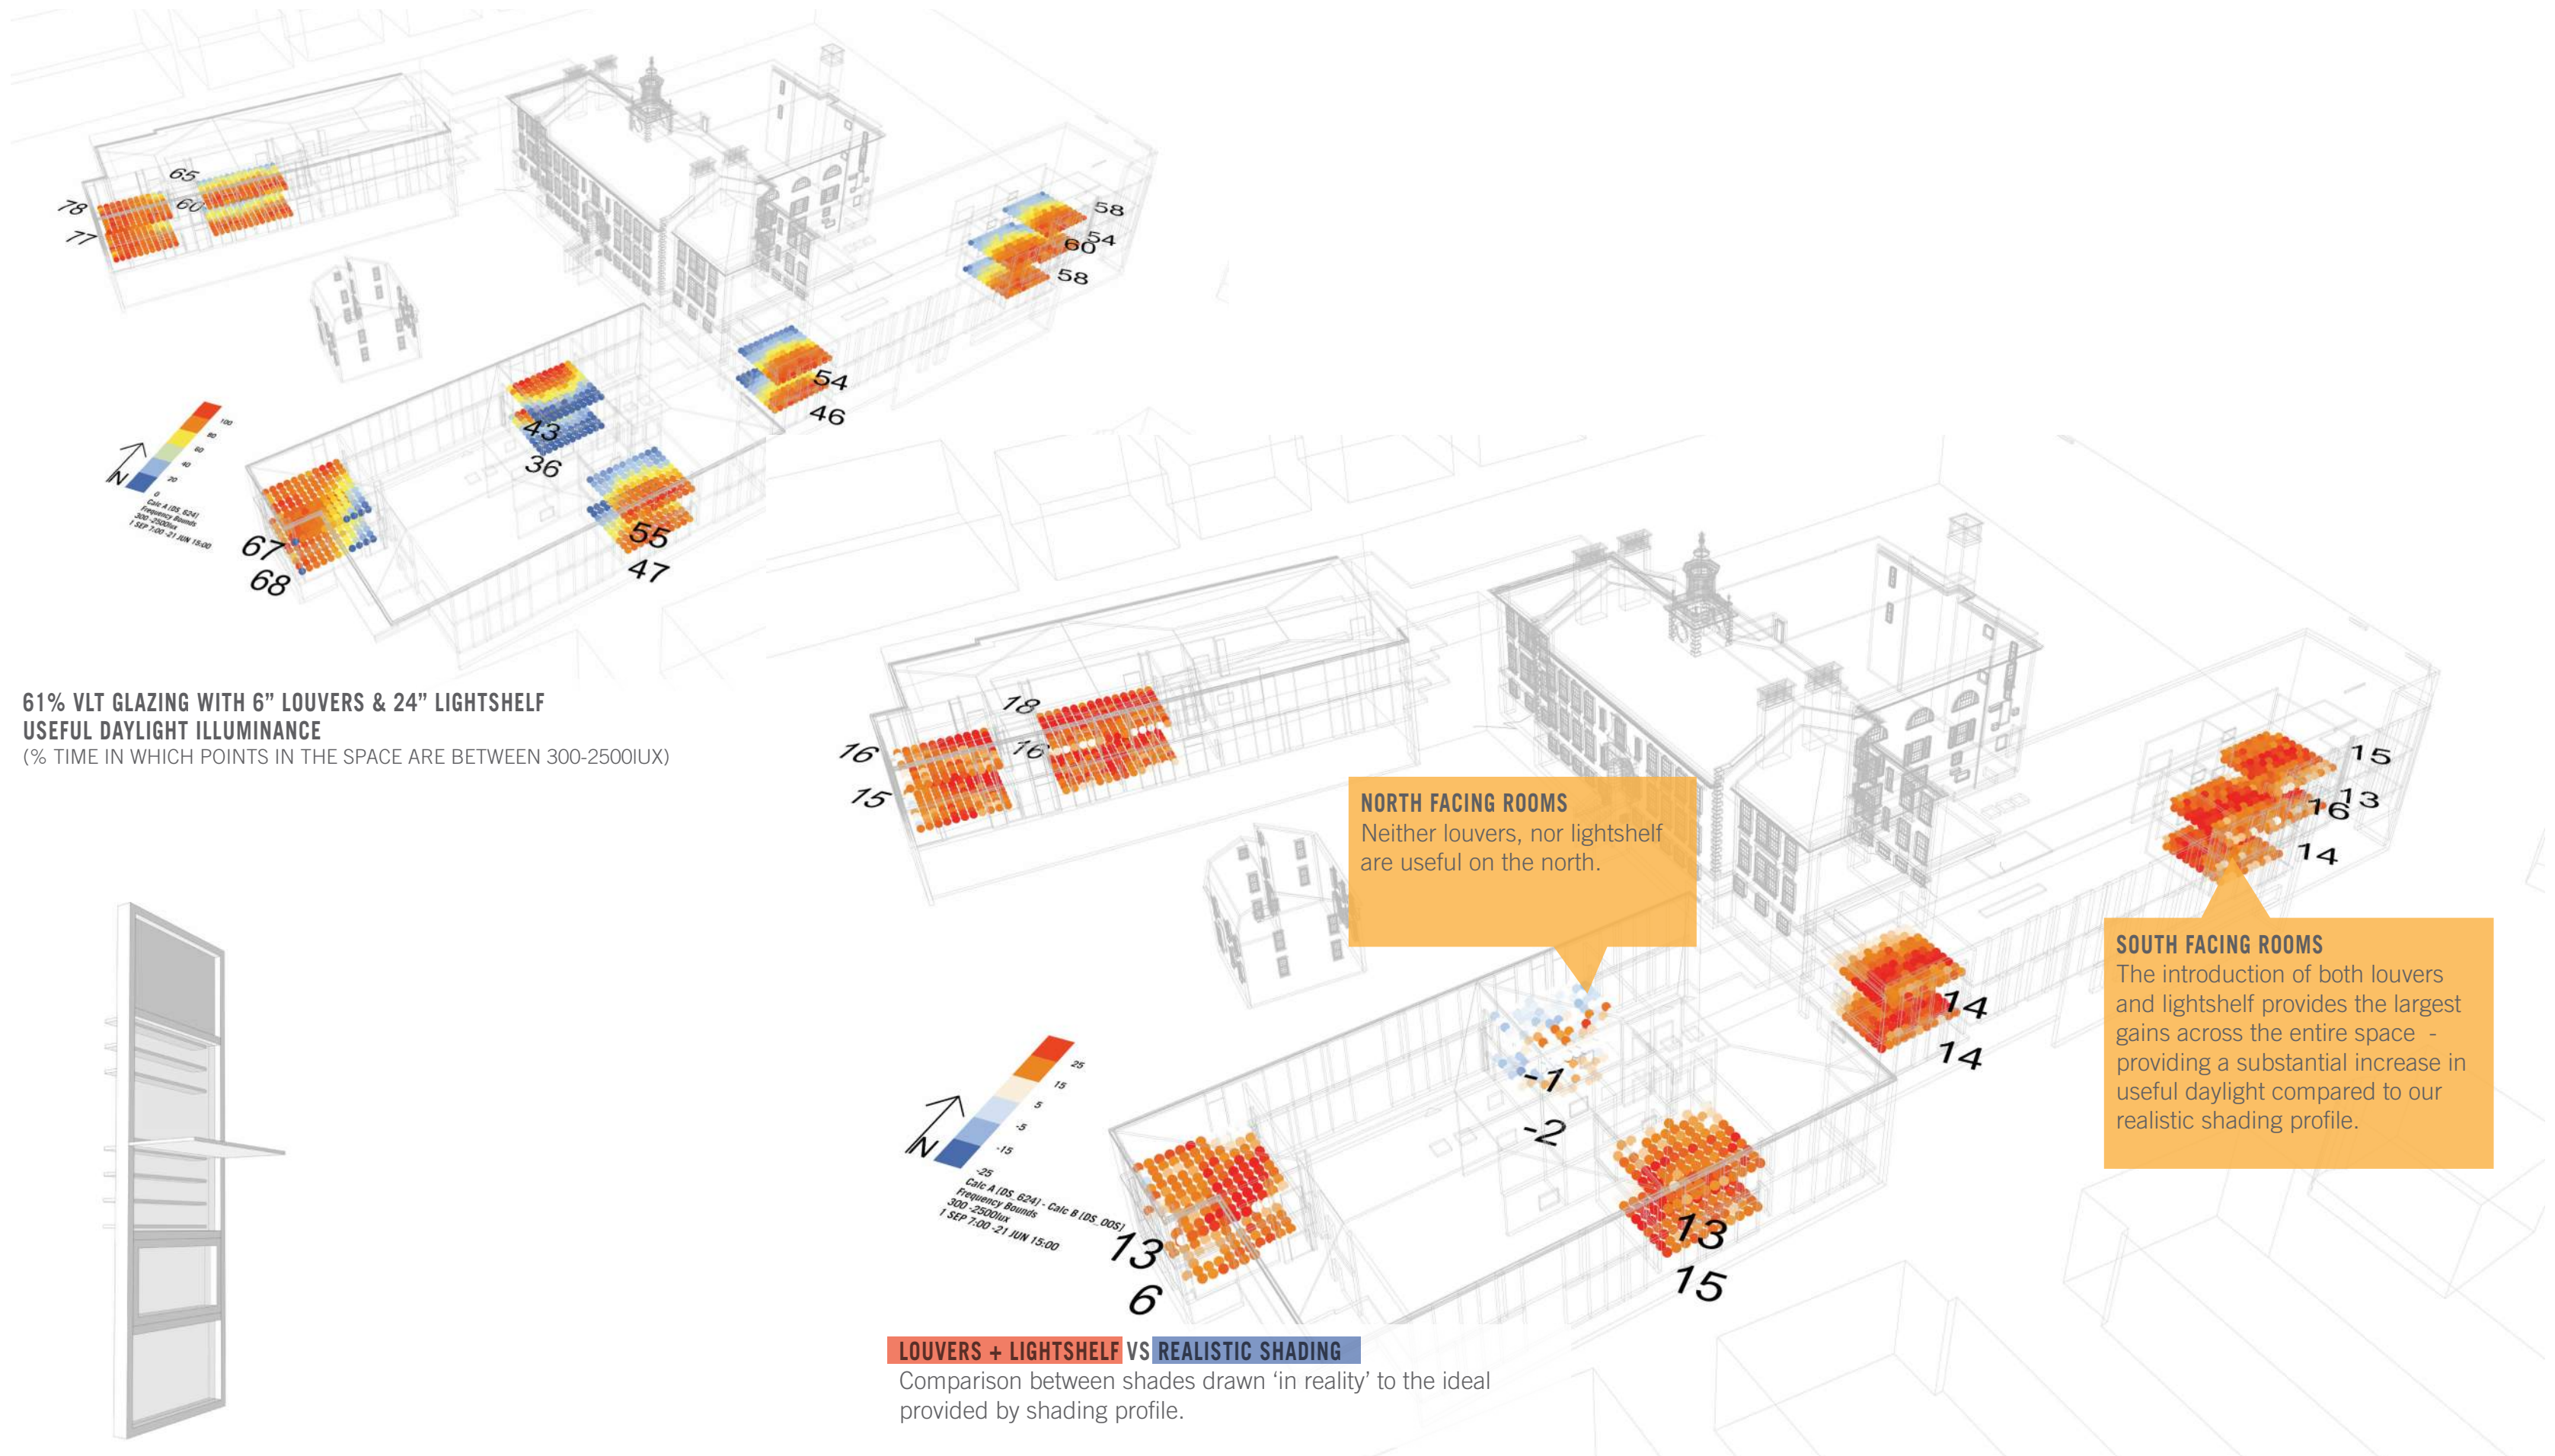 65
78
60
77
58
54
60
58
54
46
43
36
55
47
67
68
100
80
60
40
20
0
N
Calc A [DS_624]
Frequency Bounds
300 -2500lux
1 SEP 7:00 -21 JUN 15:00
61% VLT GLAZING WITH 6” LOUVERS & 24” LIGHTSHELF
USEFUL DAYLIGHT ILLUMINANCE
(% TIME IN WHICH POINTS IN THE SPACE ARE BETWEEN 300-2500lUX)
18
16
16
15
NORTH FACING ROOMS
Neither louvers, nor lightshelf
are useful on the north.
15
13
16
14
SOUTH FACING ROOMS
The introduction of both louvers
and lightshelf provides the largest
gains across the entire space -
providing a substantial increase in
useful daylight compared to our
realistic shading profile.
14
14
-1
-2
13
15
13
6
25
15
5
-5
-15
-25
N
Calc A [DS_624] - Calc B [DS_00S]
Frequency Bounds
300 -2500lux
1 SEP 7:00 -21 JUN 15:00
LOUVERS + LIGHTSHELF VS REALISTIC SHADING
Comparison between shades drawn ‘in reality’ to the ideal
provided by shading profile.